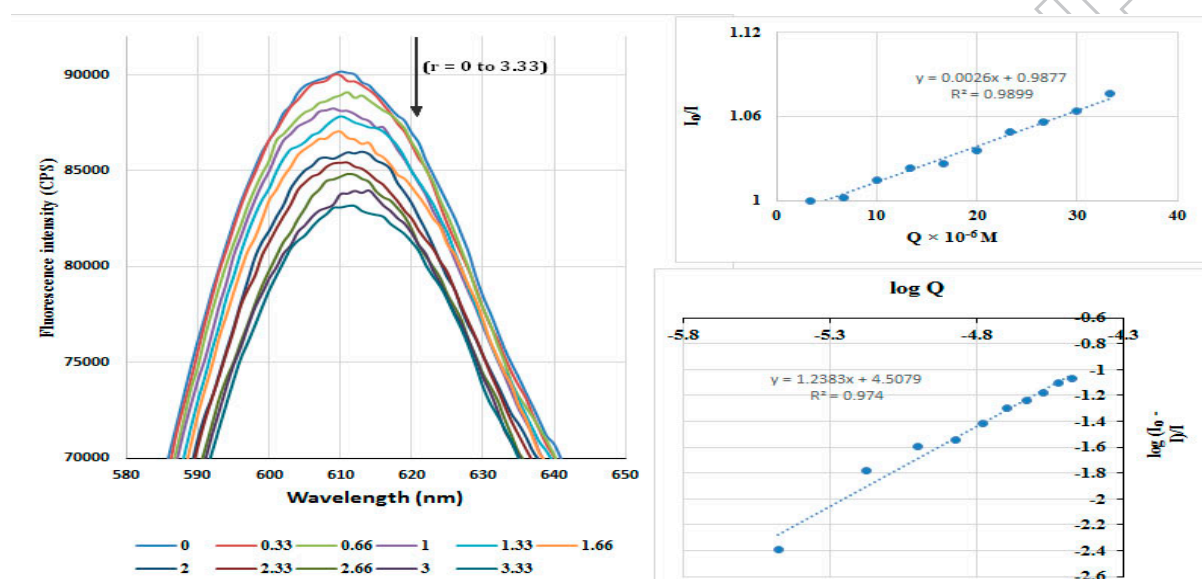 (r = 0 to 3.33)
90000
85000
80000
75000
70000
Fluorescence intensity (CPS)
580 590 600 610 620 630 640 650
Wavelength (nm)
0 0.33 0.66 1 1.33 1.66
2 2.33 2.66 3 3.33
1.12
1.06
1
I₀/I
y = 0.0026x + 0.9877
R² = 0.9899
0 10 20 30 40
Q × 10⁻⁶ M
log Q
-5.8 -5.3 -4.8 -4.3
-0.6
-0.8
-1
-1.2
-1.4
-1.6
-1.8
-2
-2.2
-2.4
-2.6
y = 1.2383x + 4.5079
R² = 0.974
log (I₀ -
I)/I